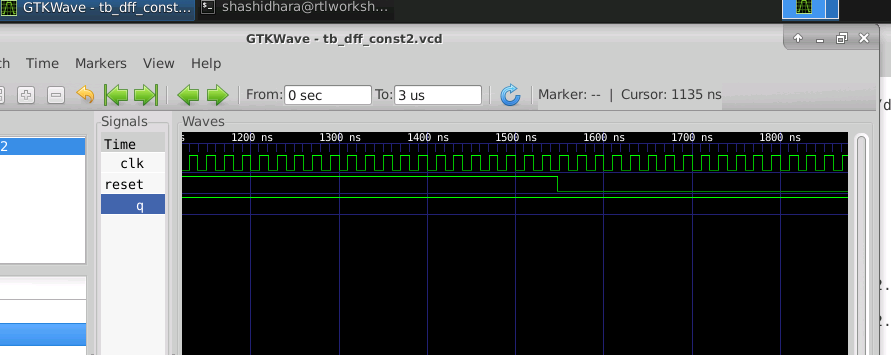 GTKWave - tb_dff_const...
shashidhara@rtlworksh...
GTKWave - tb_dff_const2.vcd
ch Time Markers View Help
From: 0 sec To: 3 us Marker: -- | Cursor: 1135 ns
/d
Signals Waves
2 Time s 1200 ns 1300 ns 1400 ns 1500 ns 1600 ns 1700 ns 1800 ns
clk
reset
q
2.
2.